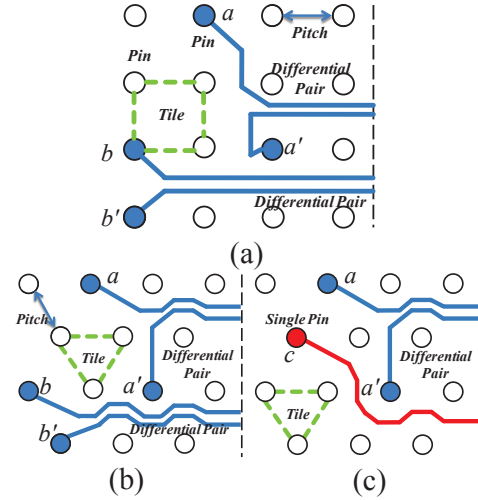 a
Pin
Pitch
Pin
Differential
Pair
Tile
b
a'
b'
Differential Pair
(a)
a
a
Pitch
Single Pin
c
Tile
Differential
Pair
Differential
Pair
b
a'
a'
Tile
b'
Differential Pair
(b)
(c)